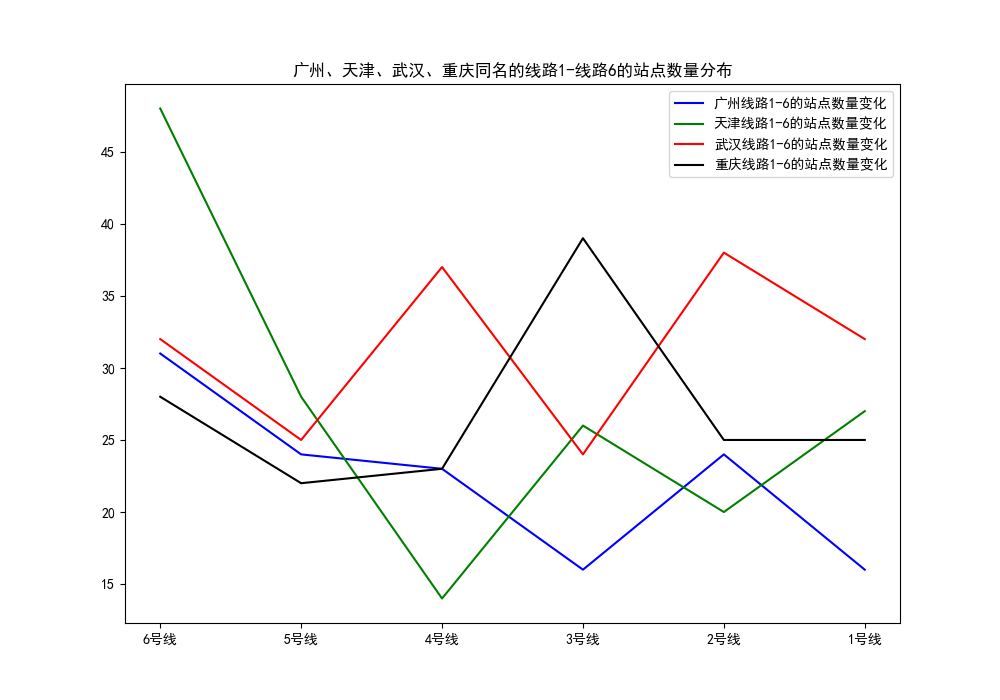 广州、天津、武汉、重庆同名的线路1-线路6的站点数量分布
广州线路1-6的站点数量变化
天津线路1-6的站点数量变化
武汉线路1-6的站点数量变化
重庆线路1-6的站点数量变化
45
40
35
30
25
20
15
6号线 5号线 4号线 3号线 2号线 1号线